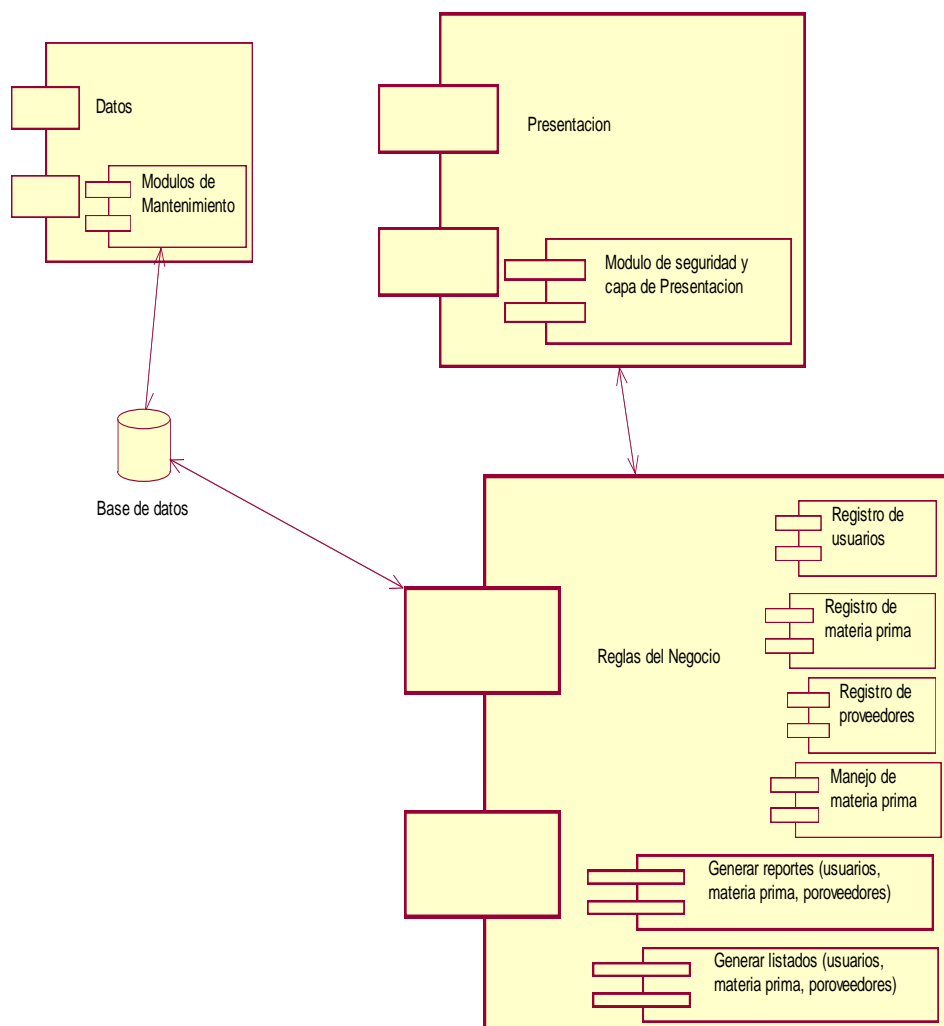 Datos
Modulos de
Mantenimiento
Presentacion
Modulo de seguridad y
capa de Presentacion
Base de datos
Reglas del Negocio
Registro de
usuarios
Registro de
materia prima
Registro de
proveedores
Manejo de
materia prima
Generar reportes (usuarios,
materia prima, poroveedores)
Generar listados (usuarios,
materia prima, poroveedores)